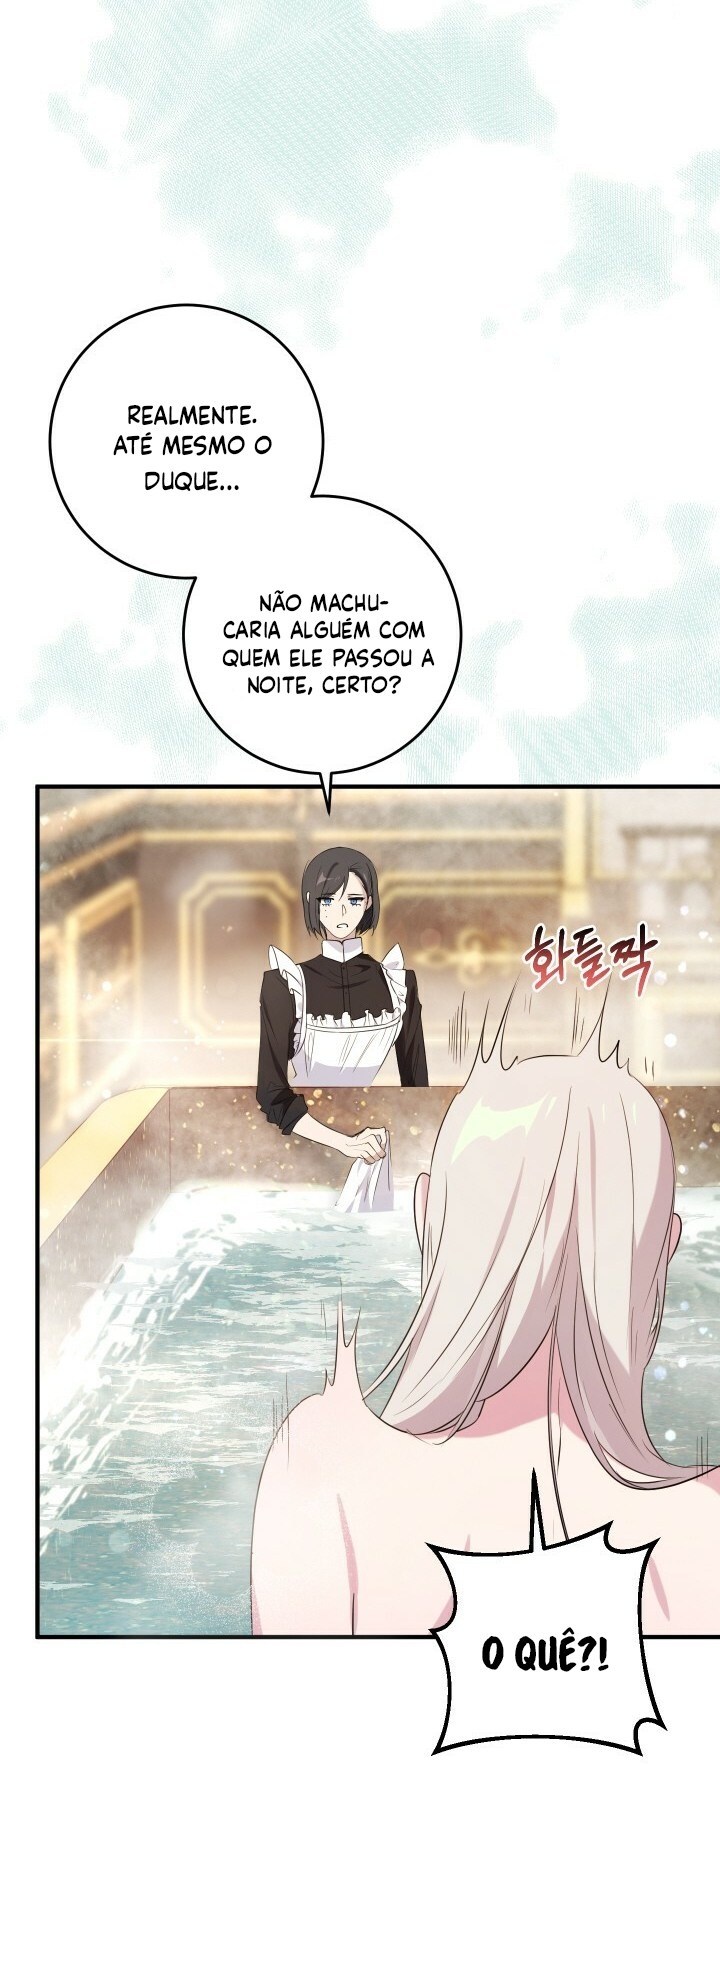 REALMENTE.
ATÉ MESMO O
DUQUE...
NÃO MACHU-
CARIA ALGUÉM COM
QUEM ELE PASSOU A
NOITE, CERTO?
화들짝
O QUÊ?!